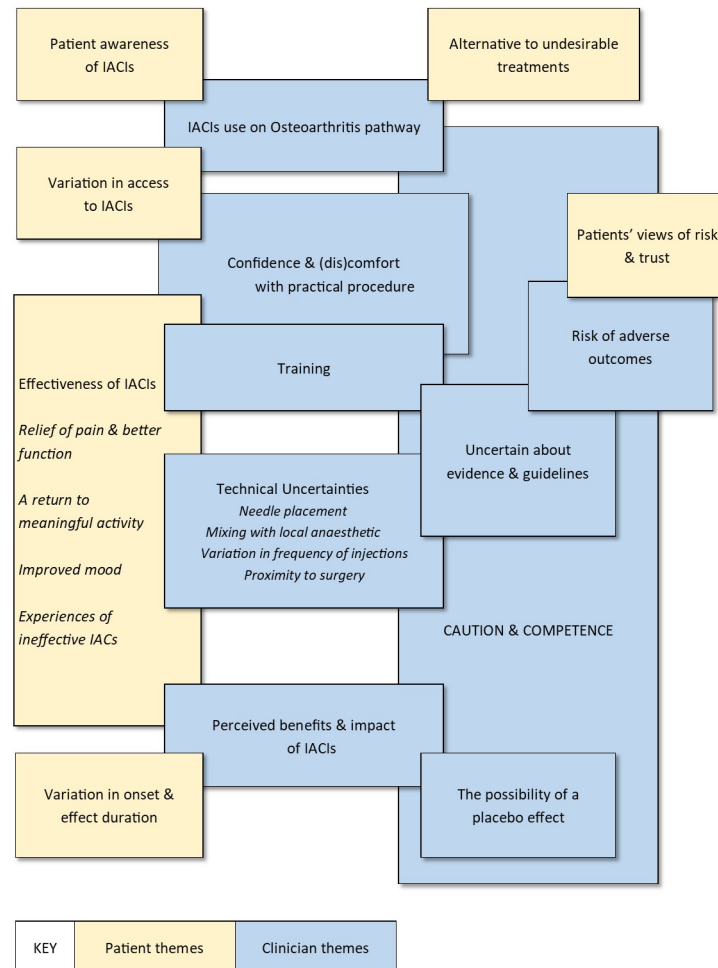 Patient awareness
of IACIs
Alternative to undesirable
treatments
IACIs use on Osteoarthritis pathway
Variation in access
to IACIs
Patients' views of risk
& trust
Confidence & (dis)comfort
with practical procedure
Risk of adverse
outcomes
Training
Effectiveness of IACIs
Relief of pain & better
function
A return to
meaningful activity
Improved mood
Experiences of
ineffective IACs
Uncertain about
evidence & guidelines
Technical Uncertainties
Needle placement
Mixing with local anaesthetic
Variation in frequency of injections
Proximity to surgery
CAUTION & COMPETENCE
Perceived benefits & impact
of IACIs
Variation in onset &
effect duration
The possibility of a
placebo effect
KEY
Patient themes
Clinician themes